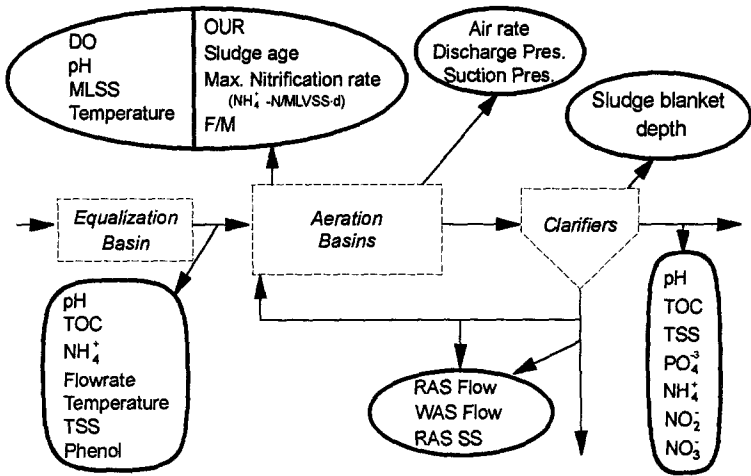 DO
pH
MLSS
Temperature
OUR
Sludge age
Max. Nitrification rate
(NH₄⁺ -N/MLVSS·d)
F/M
Air rate
Discharge Pres.
Suction Pres.
Sludge blanket
depth
Equalization
Basin
Aeration
Basins
Clarifiers
pH
TOC
NH₄⁺
Flowrate
Temperature
TSS
Phenol
RAS Flow
WAS Flow
RAS SS
pH
TOC
TSS
PO₄⁻³
NH₄⁺
NO₂⁻
NO₃⁻